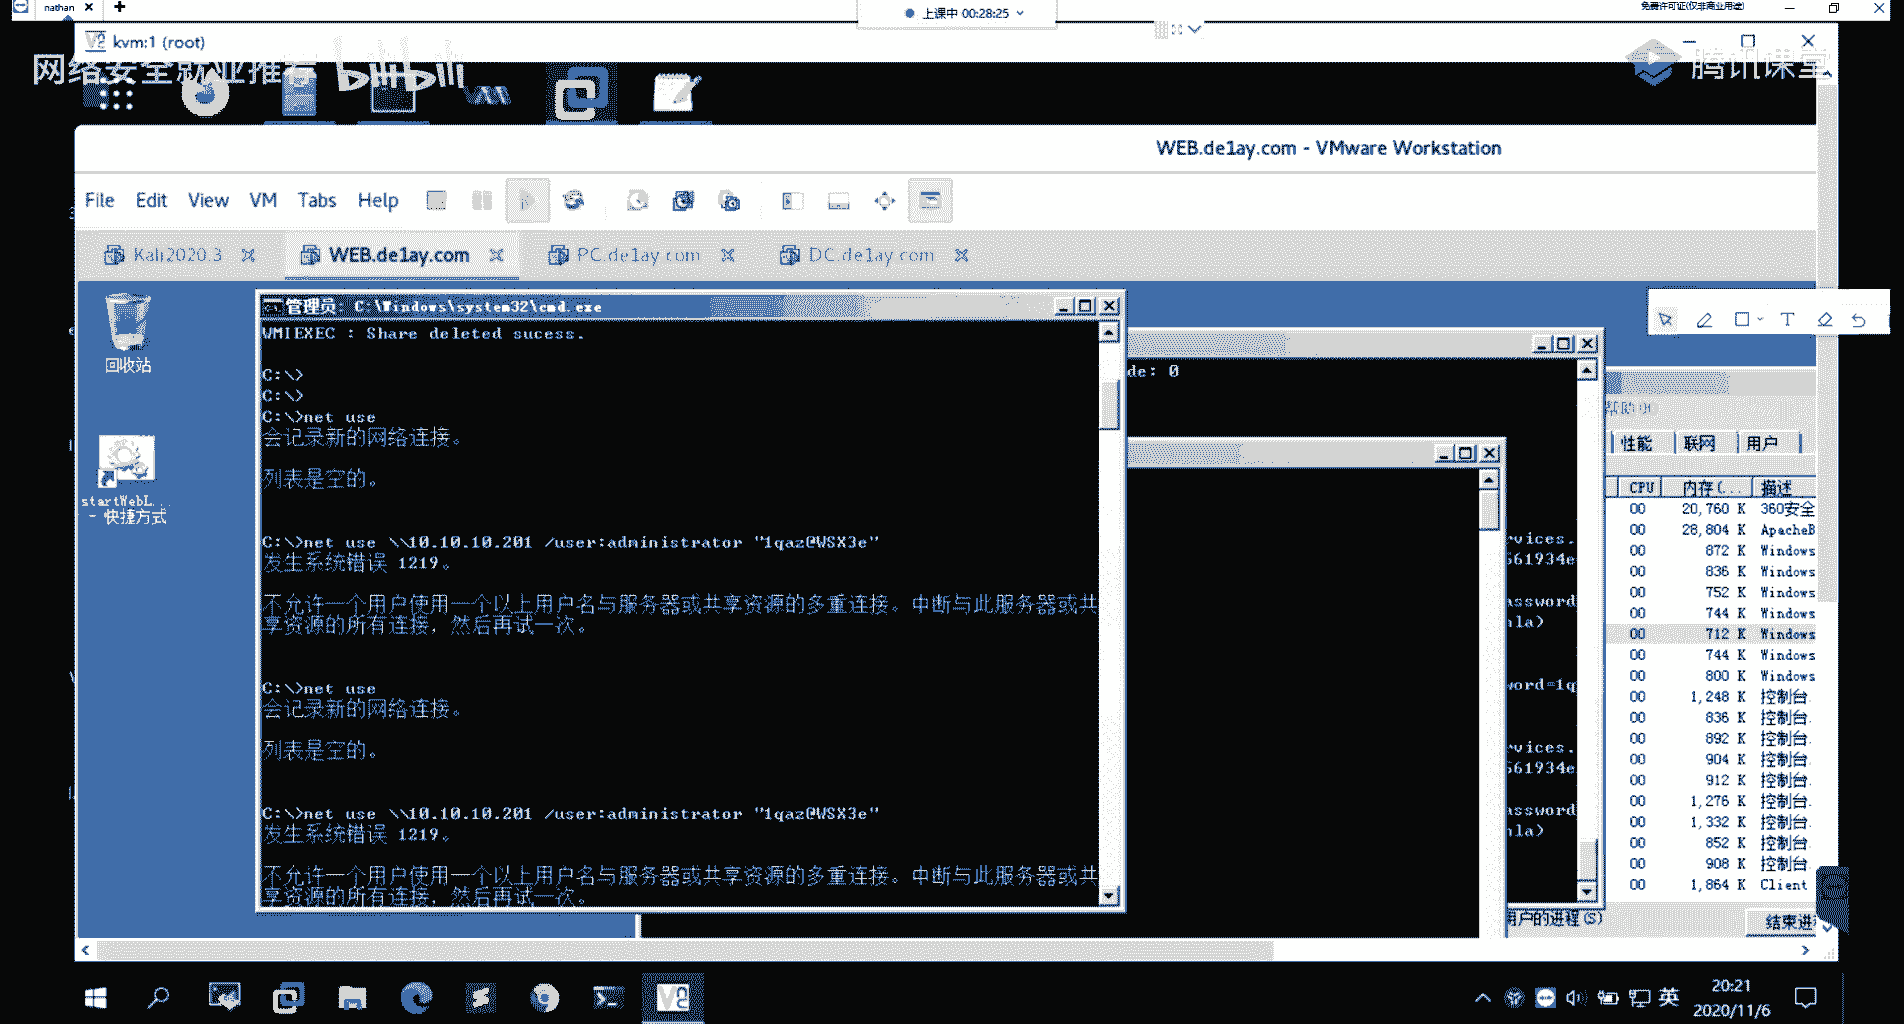 nathan
上课中 00:28:25
免费许可证(仅非商业用途)
kvm:1 (root)
网络安全就业推荐 bilibili
腾讯课堂
WEB.de1ay.com - VMware Workstation
File Edit View VM Tabs Help
Kali2020.3
WEB.de1ay.com
PC.de1ay.com
DC.de1ay.com
回收站
startWebL...
- 快捷方式
管理员: C:\Windows\system32\cmd.exe
WMIEXEC : Share deleted sucess.
C:\>
C:\>
C:\>net use
会记录新的网络连接。
列表是空的。
C:\>net use \\10.10.10.201 /user:administrator "1qaz@WSX3e"
发生系统错误 1219。
不允许一个用户使用一个以上用户名与服务器或共享资源的多重连接。中断与此服务器或共
享资源的所有连接，然后再试一次。
C:\>net use
会记录新的网络连接。
列表是空的。
C:\>net use \\10.10.10.201 /user:administrator "1qaz@WSX3e"
发生系统错误 1219。
不允许一个用户使用一个以上用户名与服务器或共享资源的多重连接。中断与此服务器或共
享资源的所有连接，然后再试一次。
de: 0
rvices.
661934e
assword
la)
word=1q
rvices.
661934e
assword
la)
性能 联网 用户
CPU 内存(... 描述
00 20,760 K 360安全
00 28,804 K ApacheB
00 872 K Windows
00 836 K Windows
00 752 K Windows
00 744 K Windows
00 712 K Windows
00 744 K Windows
00 800 K Windows
00 1,248 K 控制台
00 836 K 控制台
00 892 K 控制台
00 904 K 控制台
00 912 K 控制台
00 1,276 K 控制台
00 1,332 K 控制台
00 852 K 控制台
00 908 K 控制台
00 1,864 K Client
用户的进程(S)
结束进
英
20:21
2020/11/6